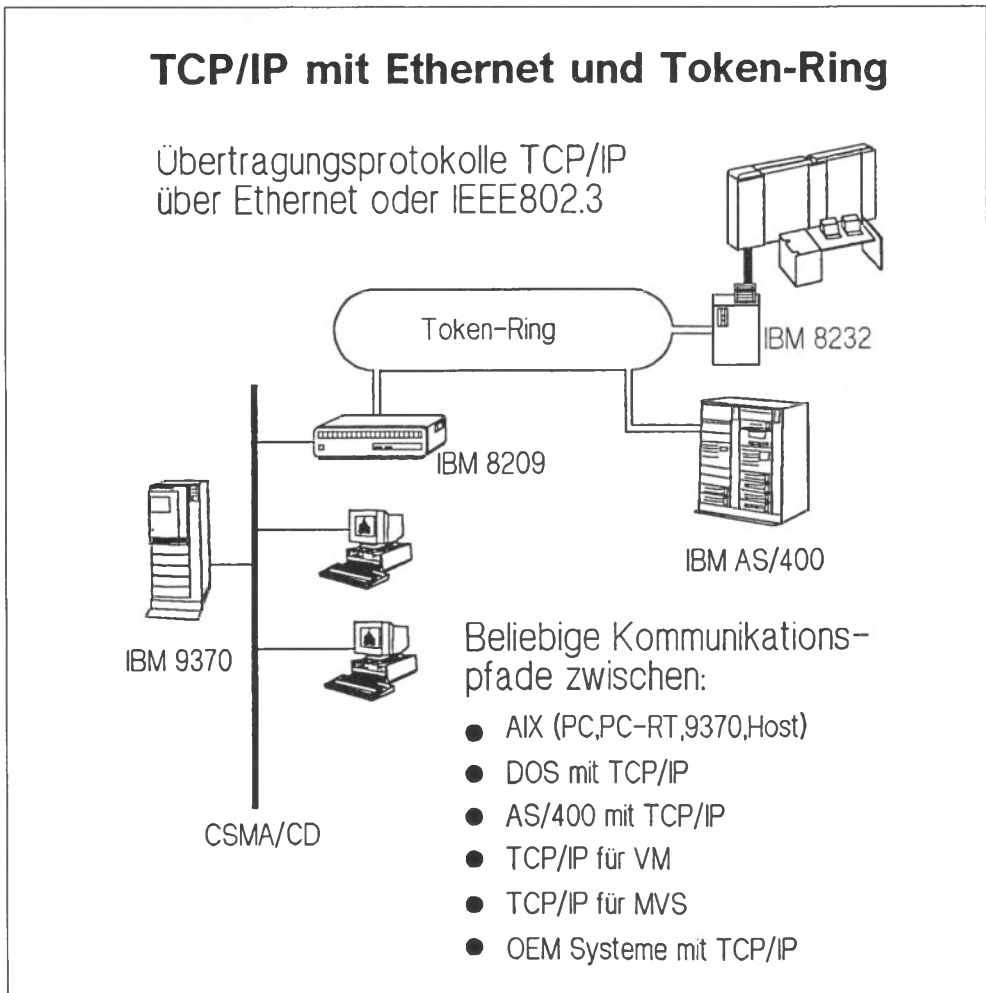 TCP/IP mit Ethernet und Token-Ring
Übertragungsprotokolle TCP/IP
über Ethernet oder IEEE802.3
Token-Ring
IBM 8232
IBM 8209
IBM AS/400
IBM 9370
CSMA/CD
Beliebige Kommunikations-
pfade zwischen:
● AIX (PC,PC-RT,9370,Host)
● DOS mit TCP/IP
● AS/400 mit TCP/IP
● TCP/IP für VM
● TCP/IP für MVS
● OEM Systeme mit TCP/IP